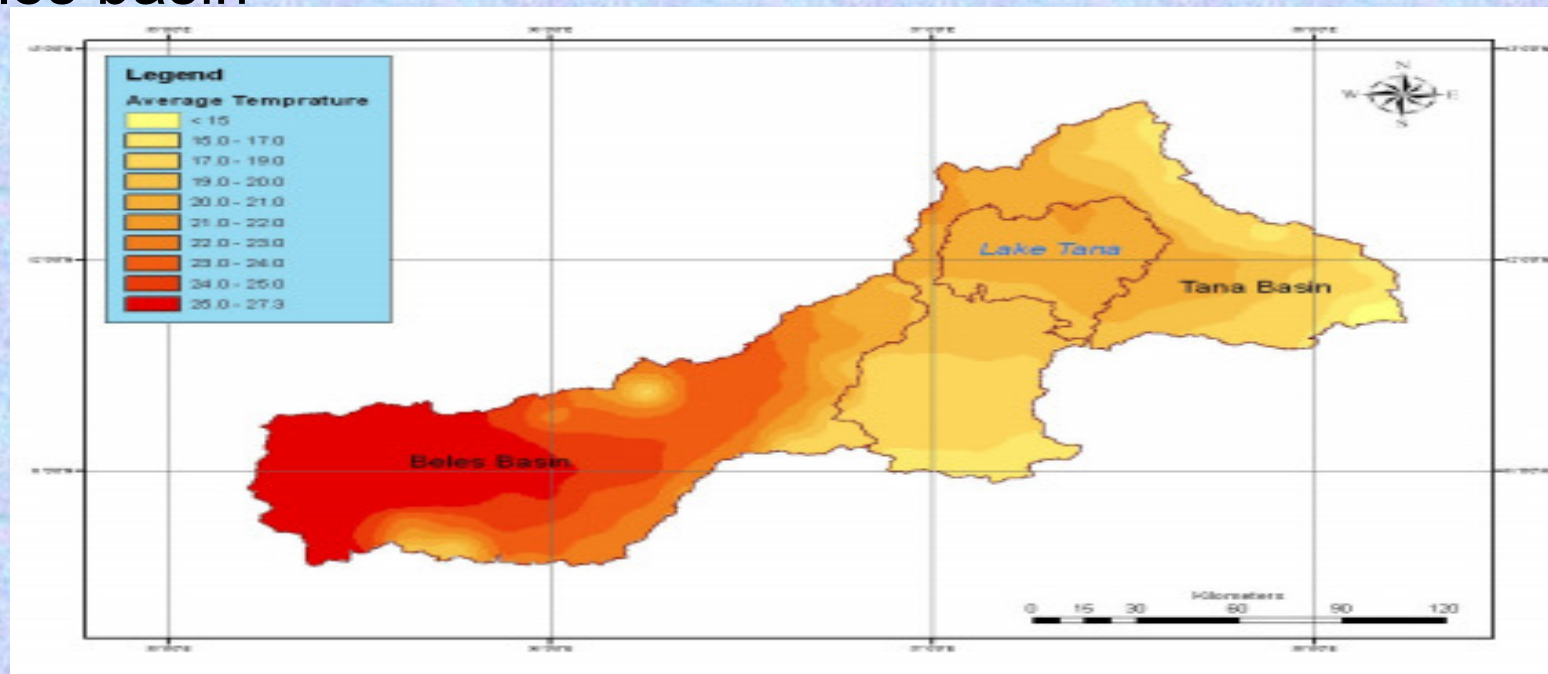 Legend
Average Temprature
< 15
15.0 - 17.0
17.0 - 19.0
19.0 - 20.0
20.0 - 21.0
21.0 - 22.0
22.0 - 23.0
23.0 - 24.0
24.0 - 25.0
25.0 - 27.3
N
W E
S
Lake Tana
Tana Basin
Beles Basin
Kilometers
0 15 30 60 90 120